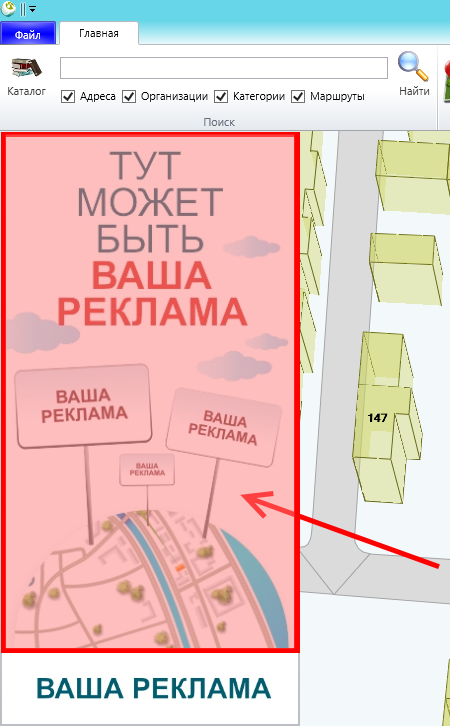 Файл
Главная
Каталог
Адреса
Организации
Категории
Маршруты
Найти
Поиск
ТУТ
МОЖЕТ
БЫТЬ
ВАША
РЕКЛАМА
ВАША
РЕКЛАМА
ВАША
РЕКЛАМА
ВАША
РЕКЛАМА
147
ВАША РЕКЛАМА